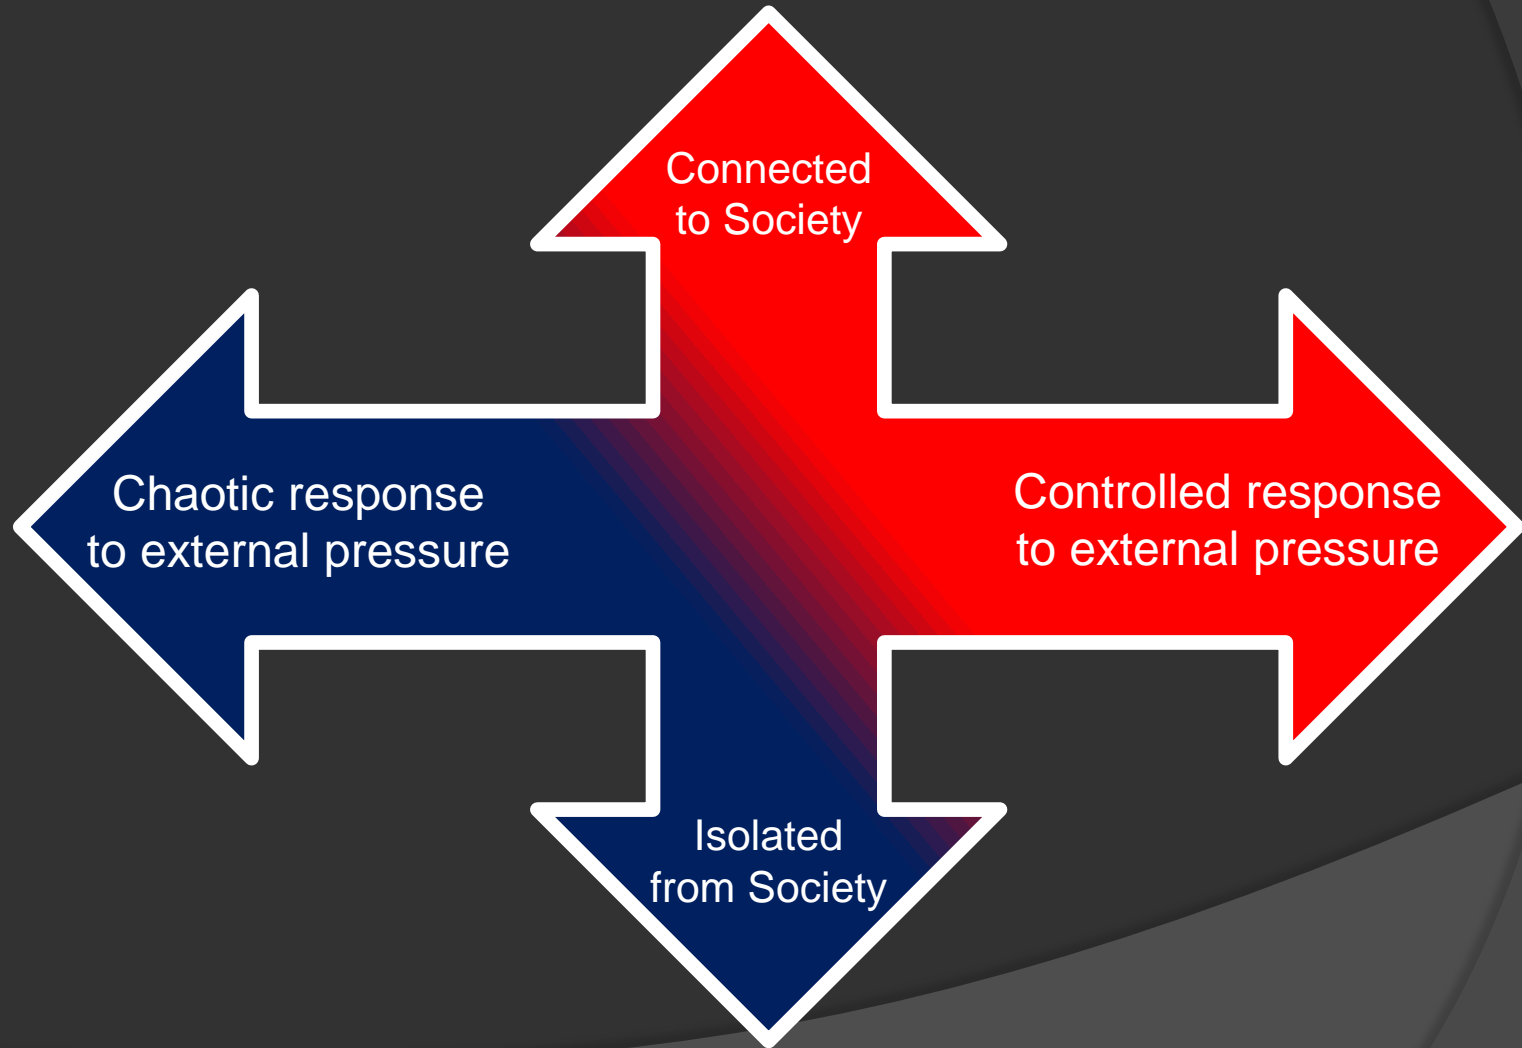 Connected
to Society
Chaotic response
to external pressure
Controlled response
to external pressure
Isolated
from Society